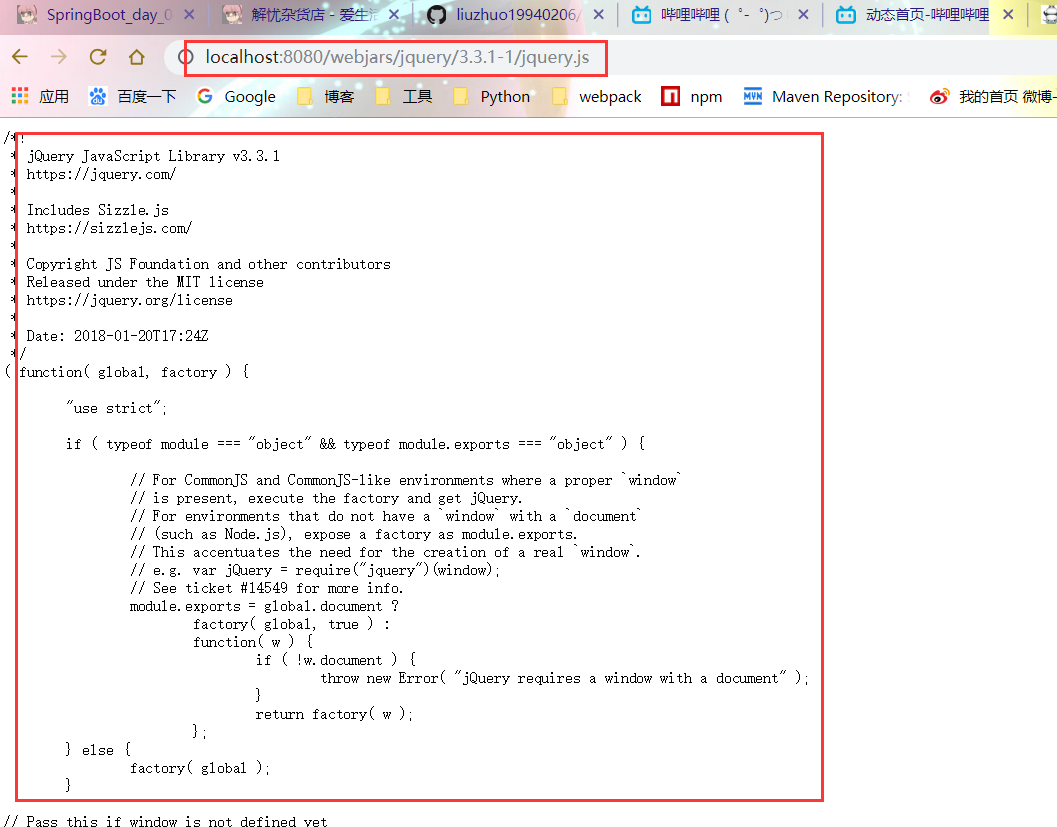 SpringBoot_day_0
解忧杂货店 - 爱生
liuzhuo19940206/
哔哩哔哩 ( ゜- ゜)つ
动态首页-哔哩哔哩
localhost:8080/webjars/jquery/3.3.1-1/jquery.js
应用 百度一下 Google 博客 工具 Python webpack npm Maven Repository: 我的首页 微博-
/*!
* jQuery JavaScript Library v3.3.1
* https://jquery.com/
*
* Includes Sizzle.js
* https://sizzlejs.com/
*
* Copyright JS Foundation and other contributors
* Released under the MIT license
* https://jquery.org/license
*
* Date: 2018-01-20T17:24Z
*/
( function( global, factory ) {
"use strict";
if ( typeof module === "object" && typeof module.exports === "object" ) {
// For CommonJS and CommonJS-like environments where a proper `window`
// is present, execute the factory and get jQuery.
// For environments that do not have a `window` with a `document`
// (such as Node.js), expose a factory as module.exports.
// This accentuates the need for the creation of a real `window`.
// e.g. var jQuery = require("jquery")(window);
// See ticket #14549 for more info.
module.exports = global.document ?
factory( global, true ) :
function( w ) {
if ( !w.document ) {
throw new Error( "jQuery requires a window with a document" );
}
return factory( w );
};
} else {
factory( global );
}
// Pass this if window is not defined yet